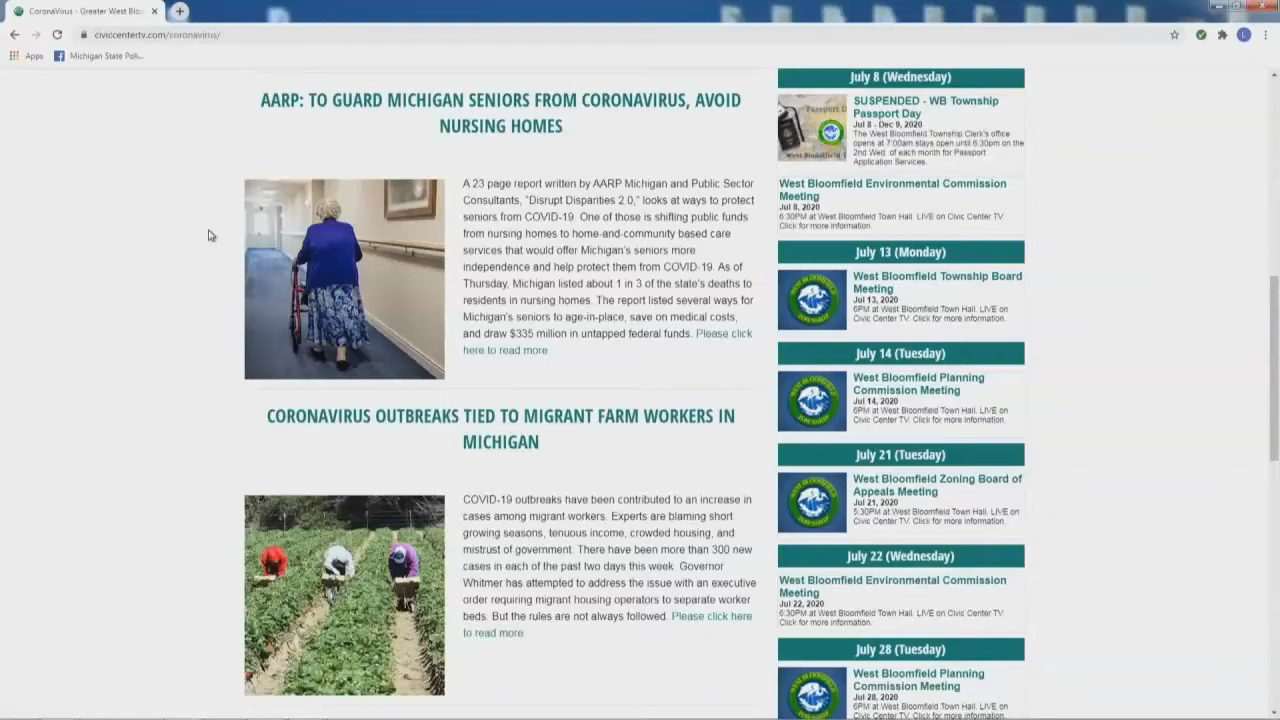 CoronaVirus - Greater West Bloo
civiccentertv.com/coronavirus/
L
Apps
Michigan State Poli...
AARP: TO GUARD MICHIGAN SENIORS FROM CORONAVIRUS, AVOID
NURSING HOMES
A 23 page report written by AARP Michigan and Public Sector
Consultants, "Disrupt Disparities 2.0," looks at ways to protect
seniors from COVID-19. One of those is shifting public funds
from nursing homes to home-and-community based care
services that would offer Michigan's seniors more
independence and help protect them from COVID-19. As of
Thursday, Michigan listed about 1 in 3 of the state's deaths to
residents in nursing homes. The report listed several ways for
Michigan's seniors to age-in-place, save on medical costs,
and draw $335 million in untapped federal funds. Please click
here to read more
CORONAVIRUS OUTBREAKS TIED TO MIGRANT FARM WORKERS IN
MICHIGAN
COVID-19 outbreaks have been contributed to an increase in
cases among migrant workers. Experts are blaming short
growing seasons, tenuous income, crowded housing, and
mistrust of government. There have been more than 300 new
cases in each of the past two days this week. Governor
Whitmer has attempted to address the issue with an executive
order requiring migrant housing operators to separate worker
beds. But the rules are not always followed. Please click here
to read more
July 8 (Wednesday)
SUSPENDED - WB Township
Passport Day
Jul 8 - Dec 9, 2020
The West Bloomfield Township Clerk's office
opens at 7:00am stays open until 6:30pm on the
2nd Wed. of each month for Passport
Application Services.
West Bloomfield Environmental Commission
Meeting
Jul 8, 2020
6:30PM at West Bloomfield Town Hall. LIVE on Civic Center TV.
Click for more information.
July 13 (Monday)
West Bloomfield Township Board
Meeting
Jul 13, 2020
6PM at West Bloomfield Town Hall. LIVE on
Civic Center TV. Click for more information.
July 14 (Tuesday)
West Bloomfield Planning
Commission Meeting
Jul 14, 2020
6PM at West Bloomfield Town Hall. LIVE on
Civic Center TV. Click for more information.
July 21 (Tuesday)
West Bloomfield Zoning Board of
Appeals Meeting
Jul 21, 2020
5:30PM at West Bloomfield Town Hall. LIVE on
Civic Center TV. Click for more information.
July 22 (Wednesday)
West Bloomfield Environmental Commission
Meeting
Jul 22, 2020
6:30PM at West Bloomfield Town Hall. LIVE on Civic Center TV.
Click for more information.
July 28 (Tuesday)
West Bloomfield Planning
Commission Meeting
Jul 28, 2020
6PM at West Bloomfield Town Hall. LIVE on
Civic Center TV. Click for more information.